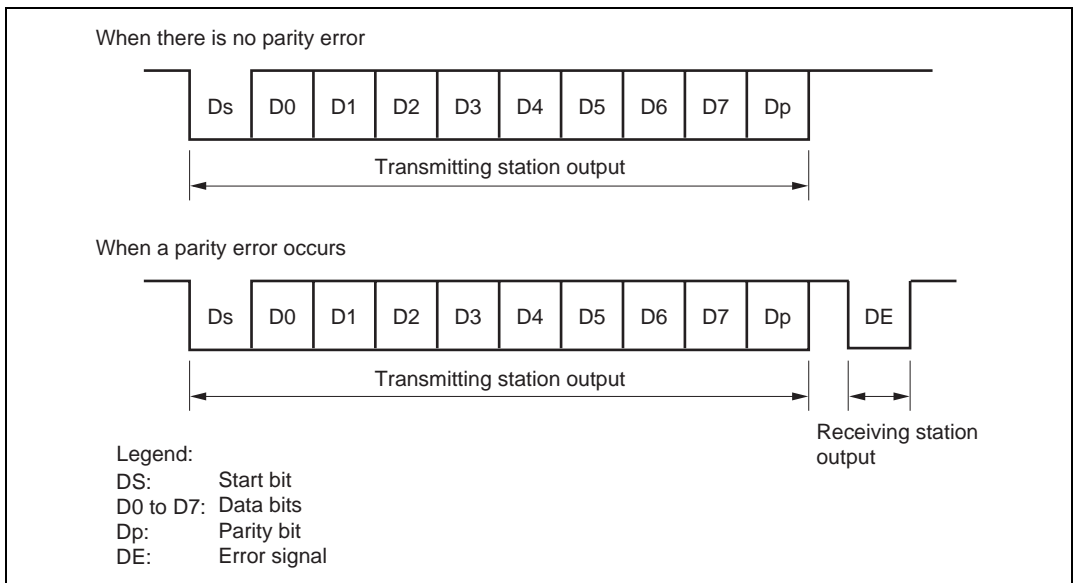 When there is no parity error
Ds D0 D1 D2 D3 D4 D5 D6 D7 Dp
Transmitting station output
When a parity error occurs
Ds D0 D1 D2 D3 D4 D5 D6 D7 Dp DE
Transmitting station output
Receiving station
output
Legend:
DS: Start bit
D0 to D7: Data bits
Dp: Parity bit
DE: Error signal